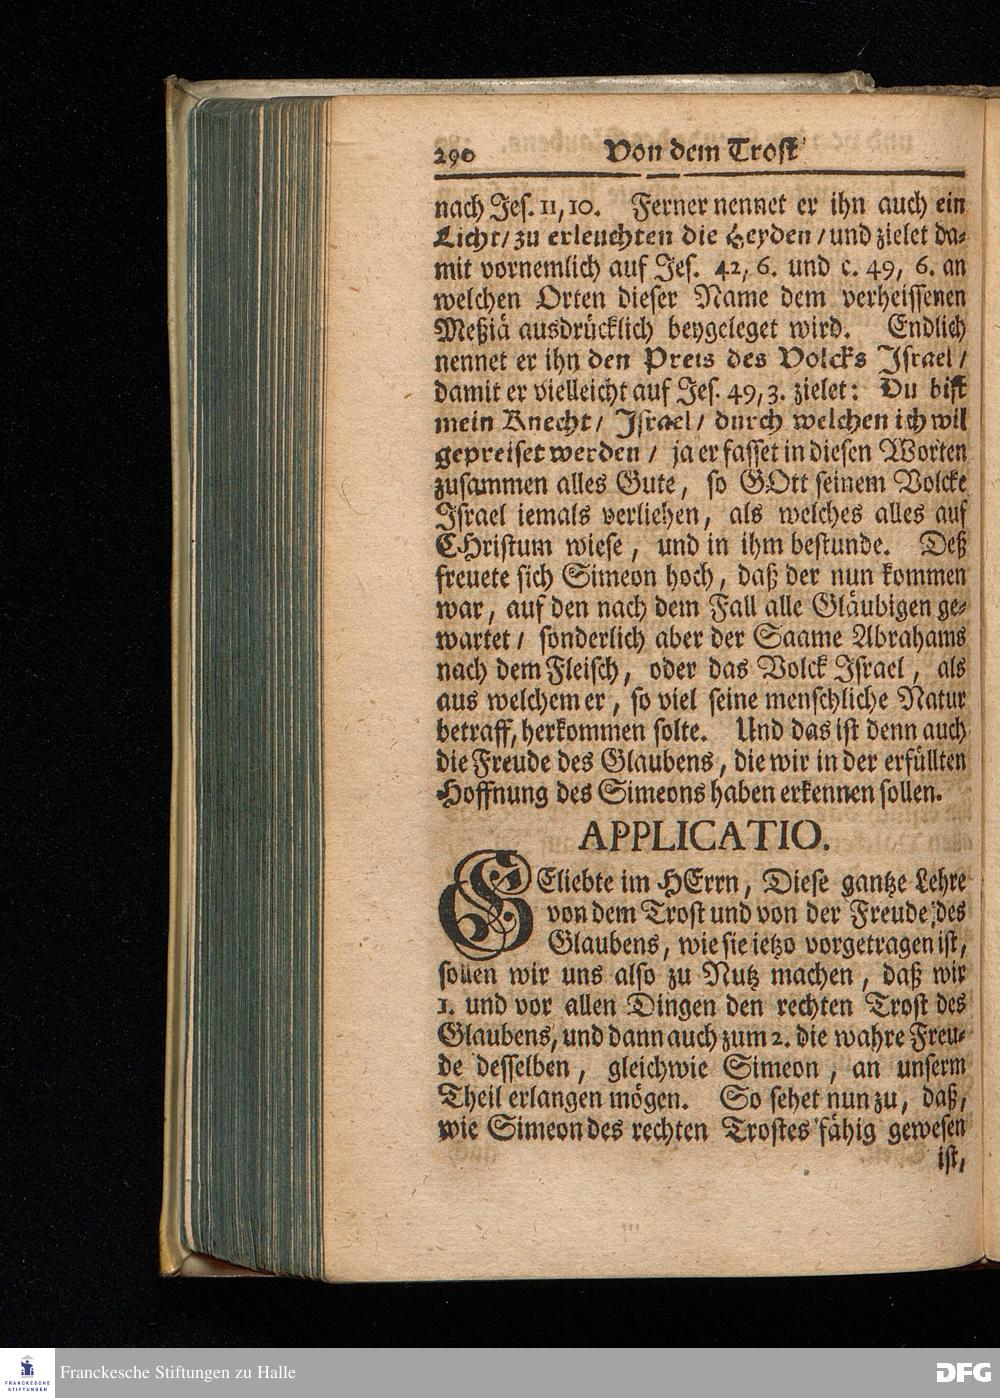 290 Von dem Trost
nach Jes. 11, 10. Ferner nennet er ihn auch ein
Licht/ zu erleuchten die Heyden / und zielet da-
mit vornemlich auf Jes. 42, 6. und c. 49, 6. an
welchen Orten dieser Name dem verheissenen
Meßiä ausdrücklich beygeleget wird. Endlich
nennet er ihn den Preis des Volcks Israel /
damit er vielleicht auf Jes. 49, 3. zielet: Du bist
mein Knecht/ Israel/ durch welchen ich wil
gepreiset werden / ja er fasset in diesen Worten
zusammen alles Gute, so GOtt seinem Volcke
Israel iemals verliehen, als welches alles auf
CHristum wiese, und in ihm bestunde. Deß
freuete sich Simeon hoch, daß der nun kommen
war, auf den nach dem Fall alle Gläubigen ge-
wartet / sonderlich aber der Saame Abrahams
nach dem Fleisch, oder das Volck Israel, als
aus welchem er, so viel seine menschliche Natur
betraff, herkommen solte. Und das ist denn auch
die Freude des Glaubens, die wir in der erfüllten
Hoffnung des Simeons haben erkennen sollen.
APPLICATIO.
GEliebte im HErrn, Diese gantze Lehre
von dem Trost und von der Freude des
Glaubens, wie sie ietzo vorgetragen ist,
sollen wir uns also zu Nutz machen, daß wir
1. und vor allen Dingen den rechten Trost des
Glaubens, und dann auch zum 2. die wahre Freu-
de desselben, gleichwie Simeon, an unserm
Theil erlangen mögen. So sehet nun zu, daß,
wie Simeon des rechten Trostes fähig gewesen
ist,
FRANCKESCHE
STIFTUNGEN
Franckesche Stiftungen zu Halle
DFG